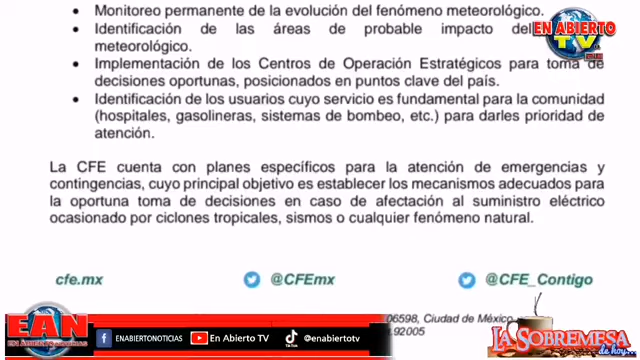 • Monitoreo permanente de la evolución del fenómeno meteorológico.
• Identificación de las áreas de probable impacto del
meteorológico.
• Implementación de los Centros de Operación Estratégicos para toma de
decisiones oportunas, posicionados en puntos clave del país.
• Identificación de los usuarios cuyo servicio es fundamental para la comunidad
(hospitales, gasolineras, sistemas de bombeo, etc.) para darles prioridad de
atención.
EN ABIERTO
TV
La CFE cuenta con planes específicos para la atención de emergencias y
contingencias, cuyo principal objetivo es establecer los mecanismos adecuados para
la oportuna toma de decisiones en caso de afectación al suministro eléctrico
ocasionado por ciclones tropicales, sismos o cualquier fenómeno natural.
cfe.mx
@CFEmx
@CFE_Contigo
06598, Ciudad de México
.92005
EAN
EN ABIERTO NOTICIAS
ENABIERTONOTICIAS
En Abierto TV
TikTok
@enabiertotv
LA SOBREMESA
de hoy...